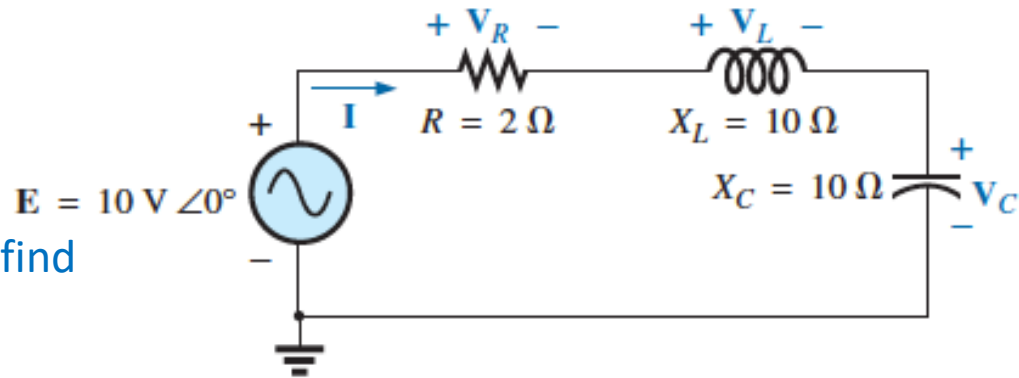 + V_R −
+ V_L −
I
R = 2 Ω
X_L = 10 Ω
+
+
X_C = 10 Ω
V_C
E = 10 V ∠0°
−
find
−